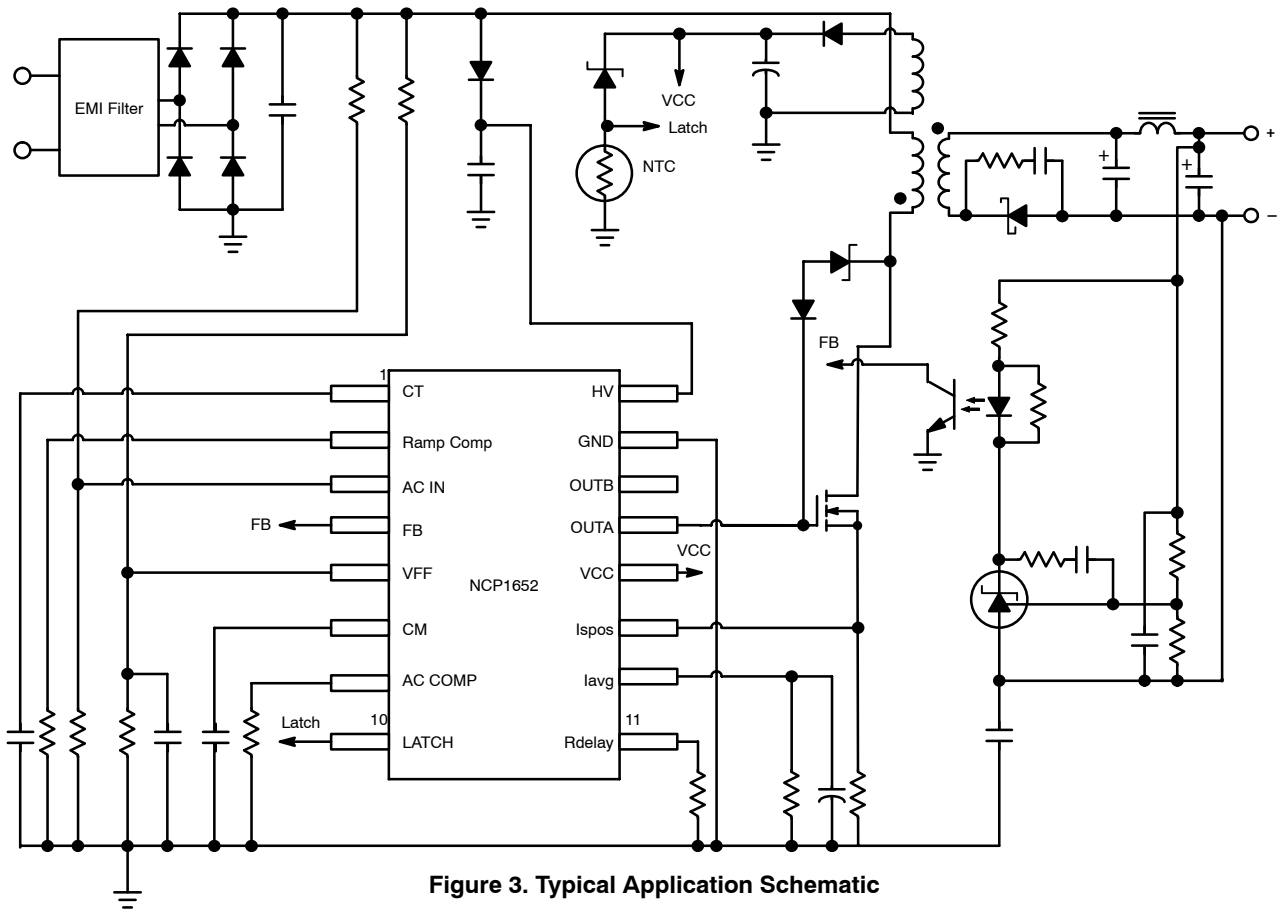 EMI Filter
VCC
Latch
NTC
+
+
+
−
FB
1
CT
HV
Ramp Comp
GND
AC IN
OUTB
FB
FB
OUTA
VCC
VFF
NCP1652
VCC
CM
Ispos
AC COMP
Iavg
Latch
10
11
LATCH
Rdelay
Figure 3. Typical Application Schematic